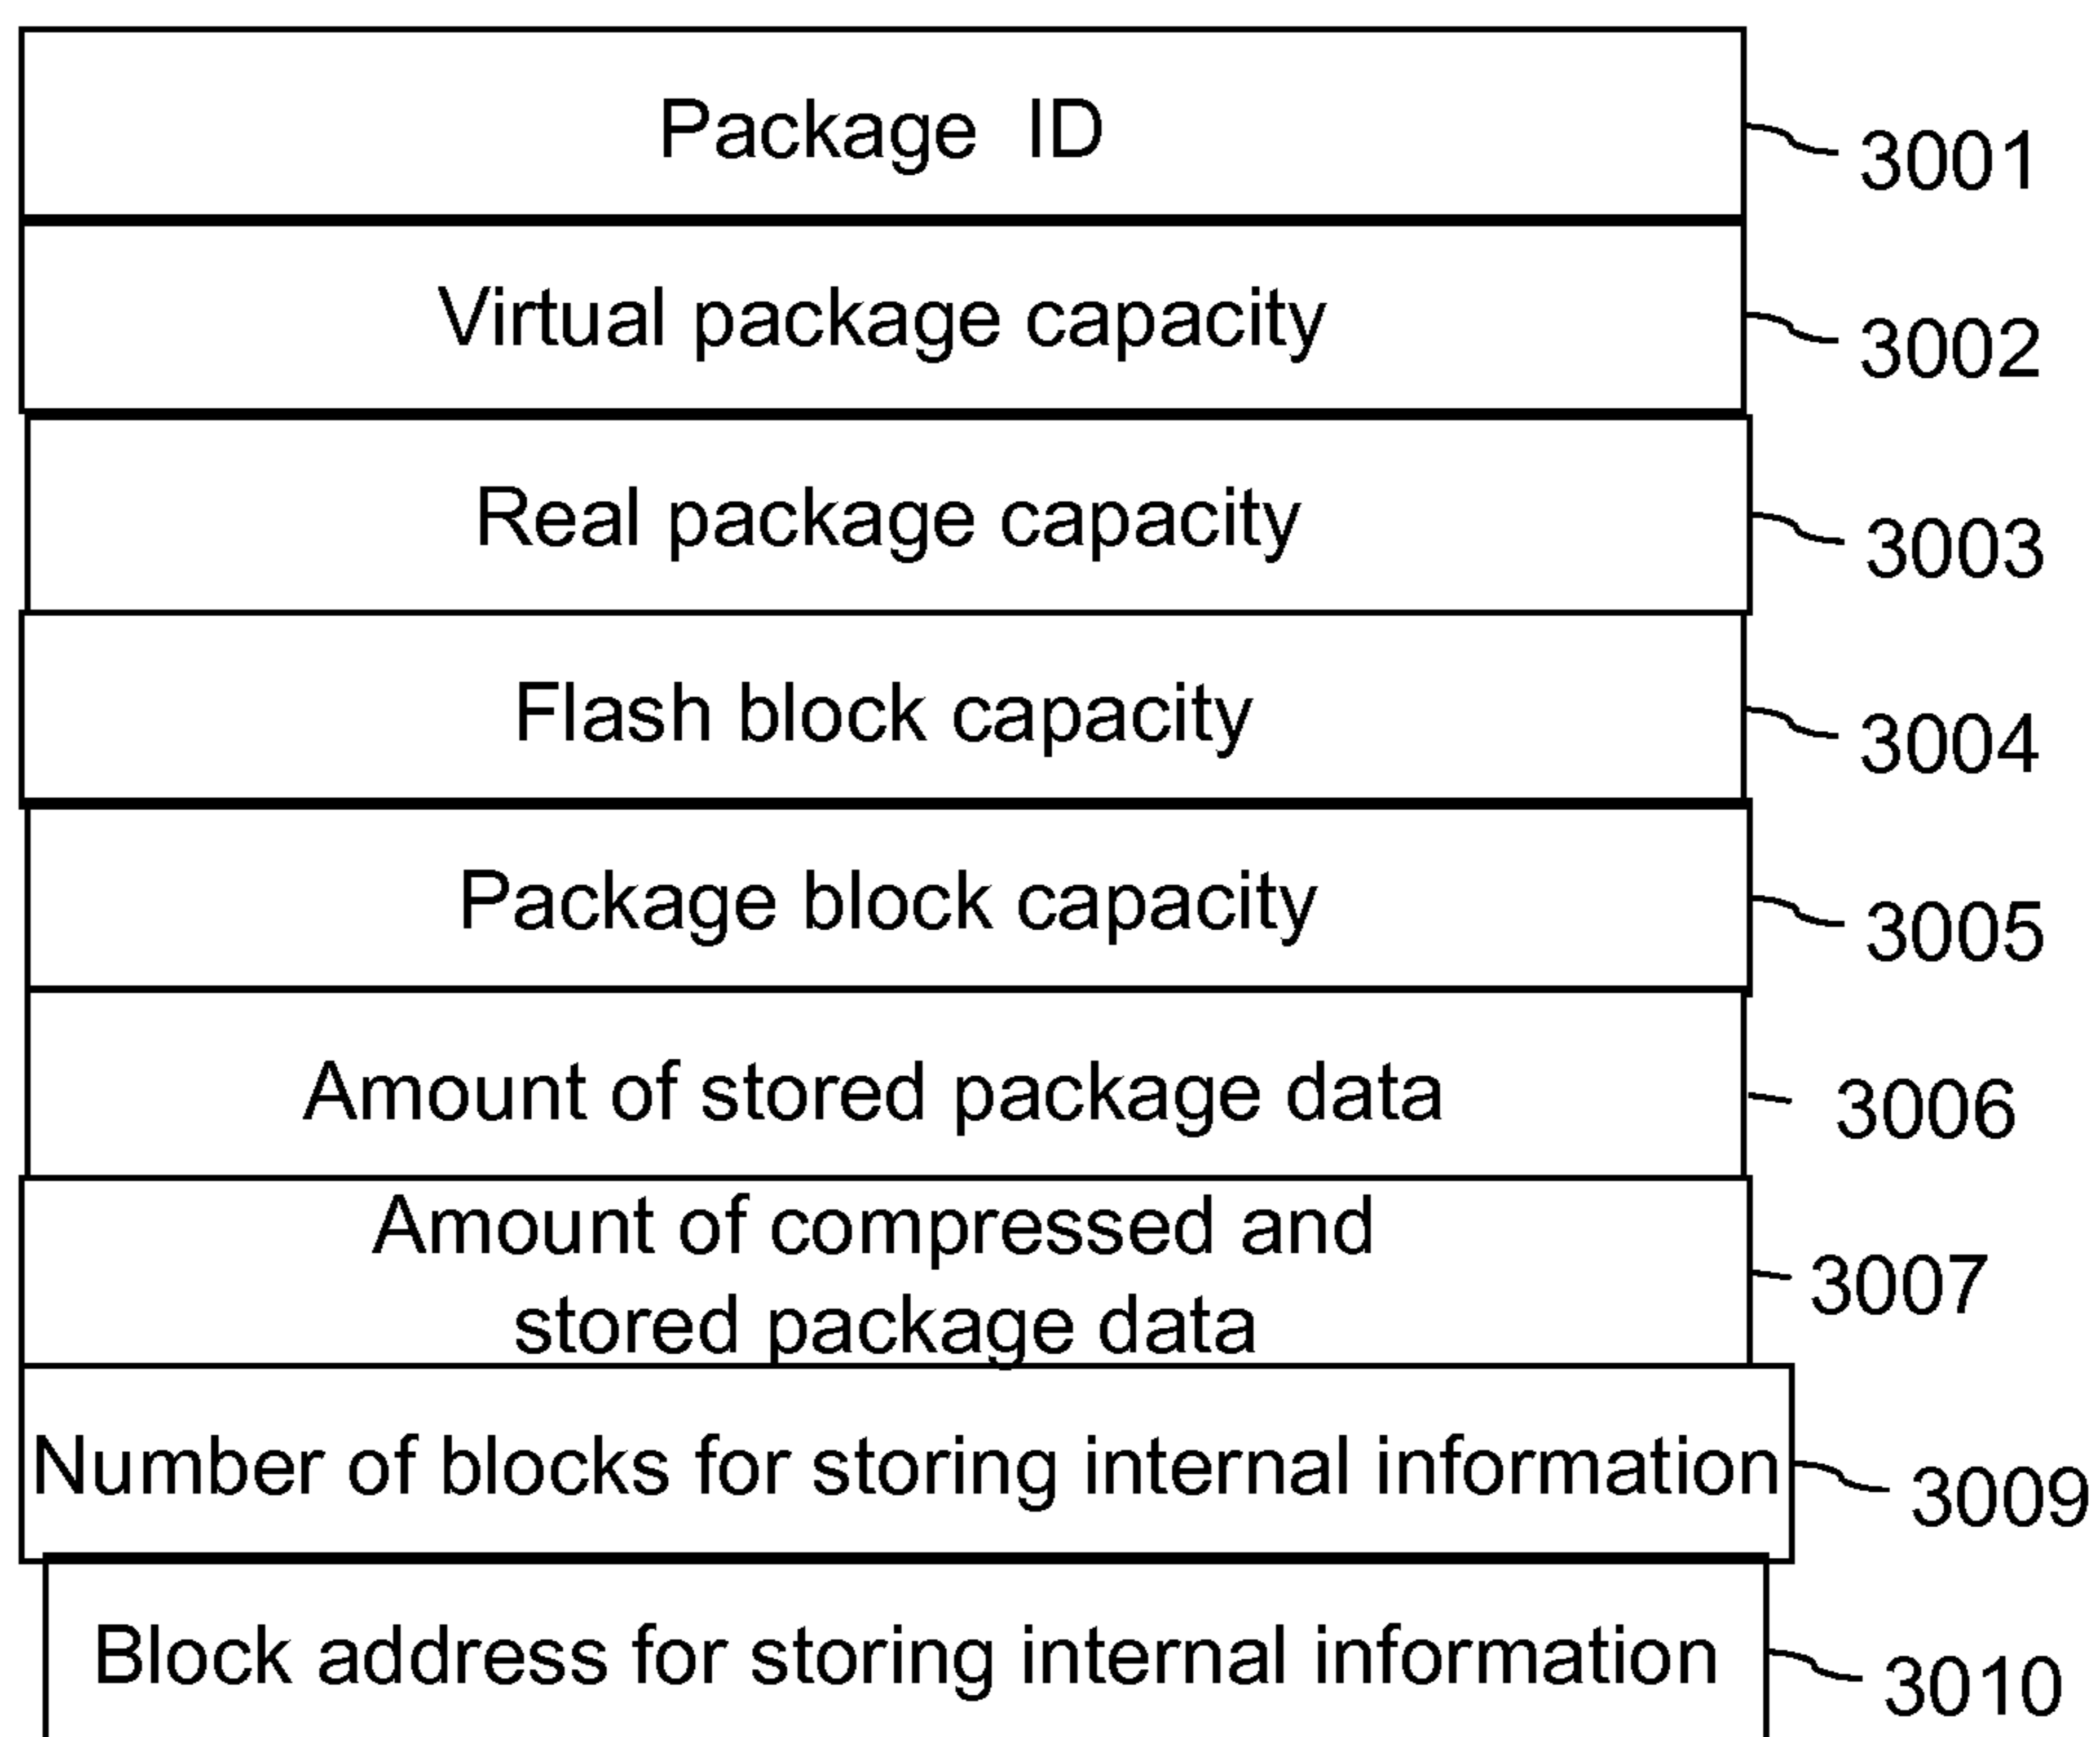 Package ID 3001
Virtual package capacity 3002
Real package capacity 3003
Flash block capacity 3004
Package block capacity 3005
Amount of stored package data 3006
Amount of compressed and
stored package data 3007
Number of blocks for storing internal information 3009
Block address for storing internal information 3010